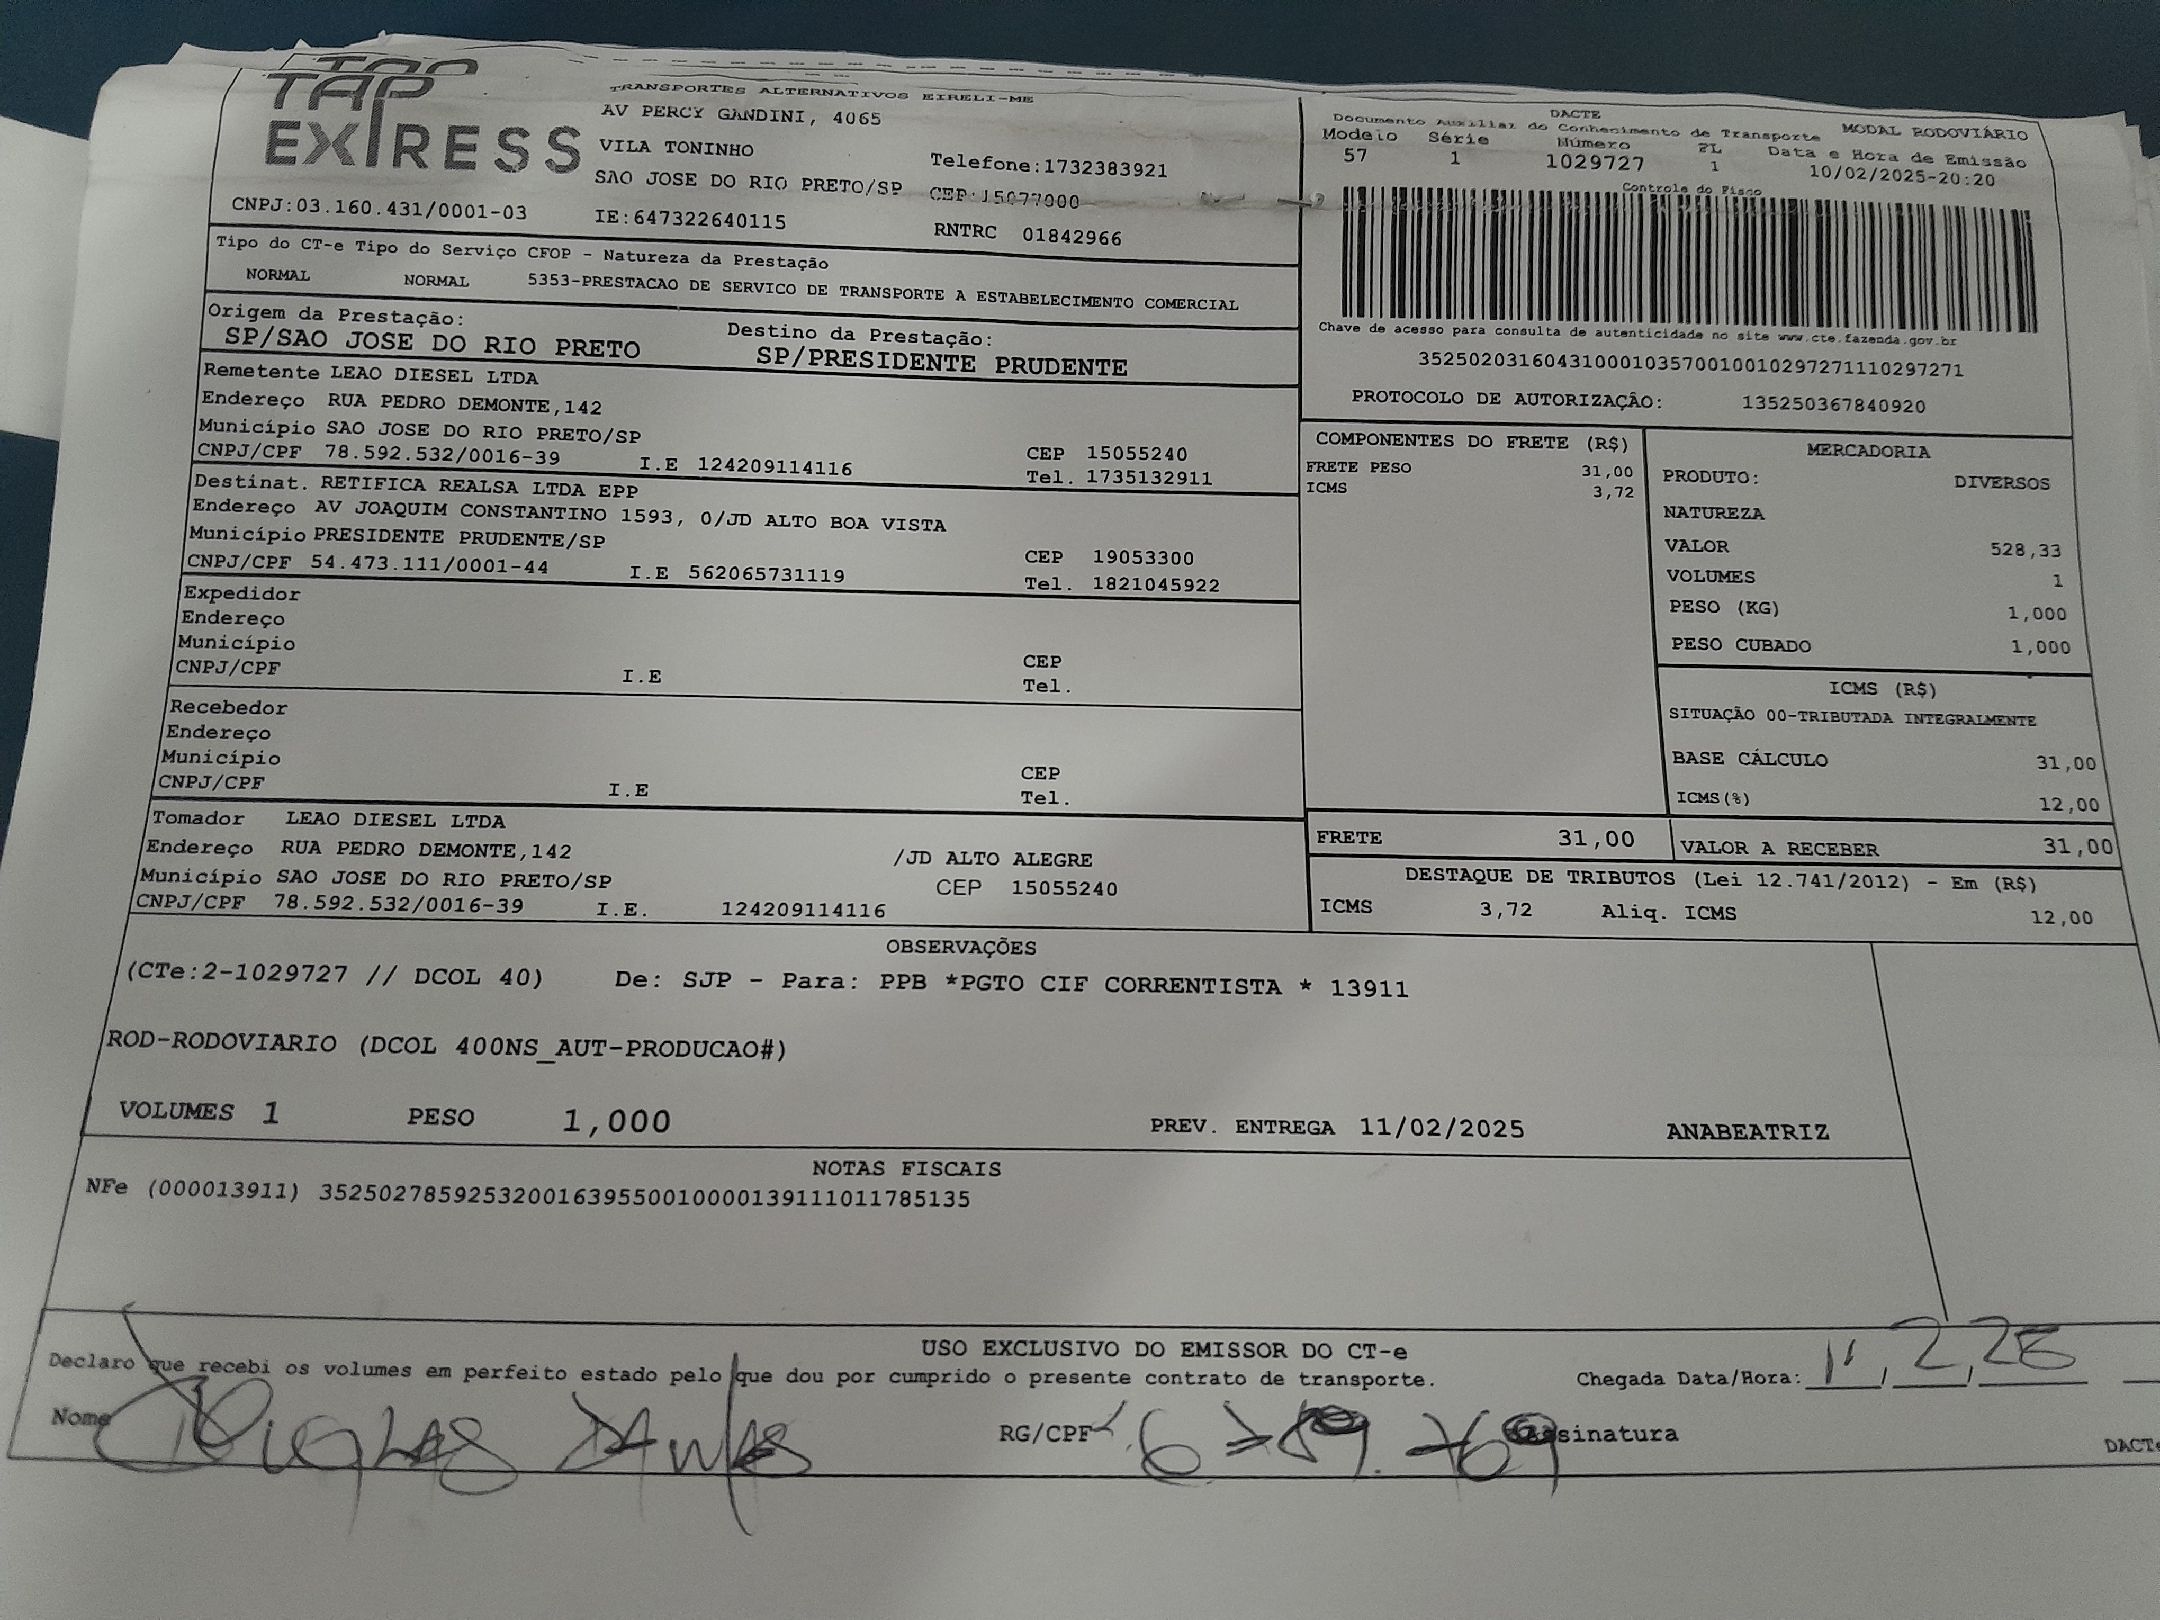 TAP
EXPRESS
TRANSPORTES ALTERNATIVOS EIRELI-ME
AV PERCY GANDINI, 4065
VILA TONINHO
Telefone:1732383921
SAO JOSE DO RIO PRETO/SP CEP:15077000
CNPJ:03.160.431/0001-03 IE:647322640115 RNTRC 01842966
DACTE
Documento Auxiliar do Conhecimento de Transporte MODAL RODOVIÁRIO
Modelo Série Número FL Data e Hora de Emissão
57 1 1029727 1 10/02/2025-20:20
Controle do Fisco
Chave de acesso para consulta de autenticidade no site www.cte.fazenda.gov.br
35250203160431000103570010010297271110297271
PROTOCOLO DE AUTORIZAÇÃO: 135250367840920
Tipo do CT-e Tipo do Serviço CFOP - Natureza da Prestação
NORMAL NORMAL 5353-PRESTACAO DE SERVICO DE TRANSPORTE A ESTABELECIMENTO COMERCIAL
Origem da Prestação: Destino da Prestação:
SP/SAO JOSE DO RIO PRETO SP/PRESIDENTE PRUDENTE
Remetente LEAO DIESEL LTDA
Endereço RUA PEDRO DEMONTE,142
Município SAO JOSE DO RIO PRETO/SP CEP 15055240
CNPJ/CPF 78.592.532/0016-39 I.E 124209114116 Tel. 1735132911
Destinat. RETIFICA REALSA LTDA EPP
Endereço AV JOAQUIM CONSTANTINO 1593, 0/JD ALTO BOA VISTA
Município PRESIDENTE PRUDENTE/SP CEP 19053300
CNPJ/CPF 54.473.111/0001-44 I.E 562065731119 Tel. 1821045922
Expedidor
Endereço
Município CEP
CNPJ/CPF I.E Tel.
Recebedor
Endereço
Município CEP
CNPJ/CPF I.E Tel.
Tomador LEAO DIESEL LTDA
Endereço RUA PEDRO DEMONTE,142 /JD ALTO ALEGRE
Município SAO JOSE DO RIO PRETO/SP CEP 15055240
CNPJ/CPF 78.592.532/0016-39 I.E. 124209114116
COMPONENTES DO FRETE (R$)
FRETE PESO 31,00
ICMS 3,72
MERCADORIA
PRODUTO: DIVERSOS
NATUREZA
VALOR 528,33
VOLUMES 1
PESO (KG) 1,000
PESO CUBADO 1,000
ICMS (R$)
SITUAÇÃO 00-TRIBUTADA INTEGRALMENTE
BASE CÁLCULO 31,00
ICMS(%) 12,00
FRETE 31,00 VALOR A RECEBER 31,00
DESTAQUE DE TRIBUTOS (Lei 12.741/2012) - Em (R$)
ICMS 3,72 Aliq. ICMS 12,00
OBSERVAÇÕES
(CTe:2-1029727 // DCOL 40) De: SJP - Para: PPB *PGTO CIF CORRENTISTA * 13911
ROD-RODOVIARIO (DCOL 400NS_AUT-PRODUCAO#)
VOLUMES 1 PESO 1,000 PREV. ENTREGA 11/02/2025 ANABEATRIZ
NOTAS FISCAIS
NFe (000013911) 35250278592532001639550010000139111011785135
USO EXCLUSIVO DO EMISSOR DO CT-e
Declaro que recebi os volumes em perfeito estado pelo que dou por cumprido o presente contrato de transporte. Chegada Data/Hora:
Nome Douglas RG/CPF Assinatura